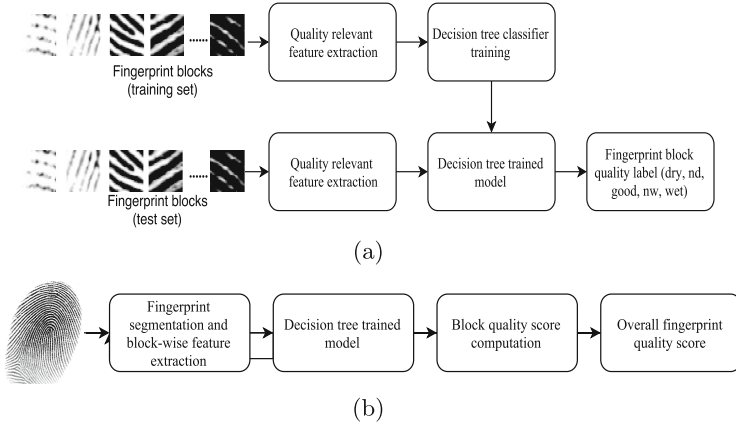 Quality relevant
feature extraction
Decision tree classifier
training
Fingerprint blocks
(training set)
Quality relevant
feature extraction
Decision tree trained
model
Fingerprint block
quality label (dry, nd,
good, nw, wet)
Fingerprint blocks
(test set)
(a)
Fingerprint
segmentation and
block-wise feature
extraction
Decision tree trained
model
Block quality score
computation
Overall fingerprint
quality score
(b)